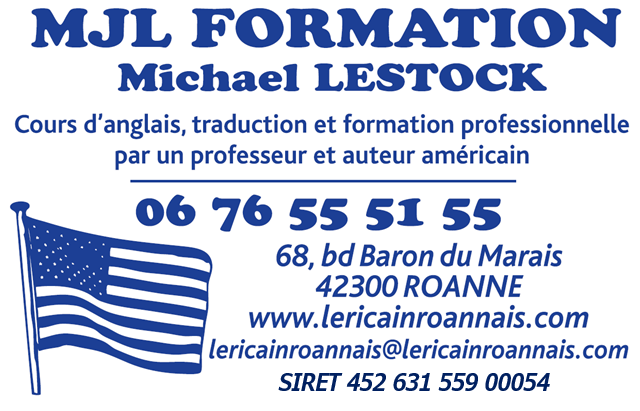 MJL FORMATION
Michael LESTOCK
Cours d'anglais, traduction et formation professionnelle
par un professeur et auteur américain
06 76 55 51 55
68, bd Baron du Marais
42300 ROANNE
www.lericainroannais.com
lericainroannais@lericainroannais.com
SIRET 452 631 559 00054